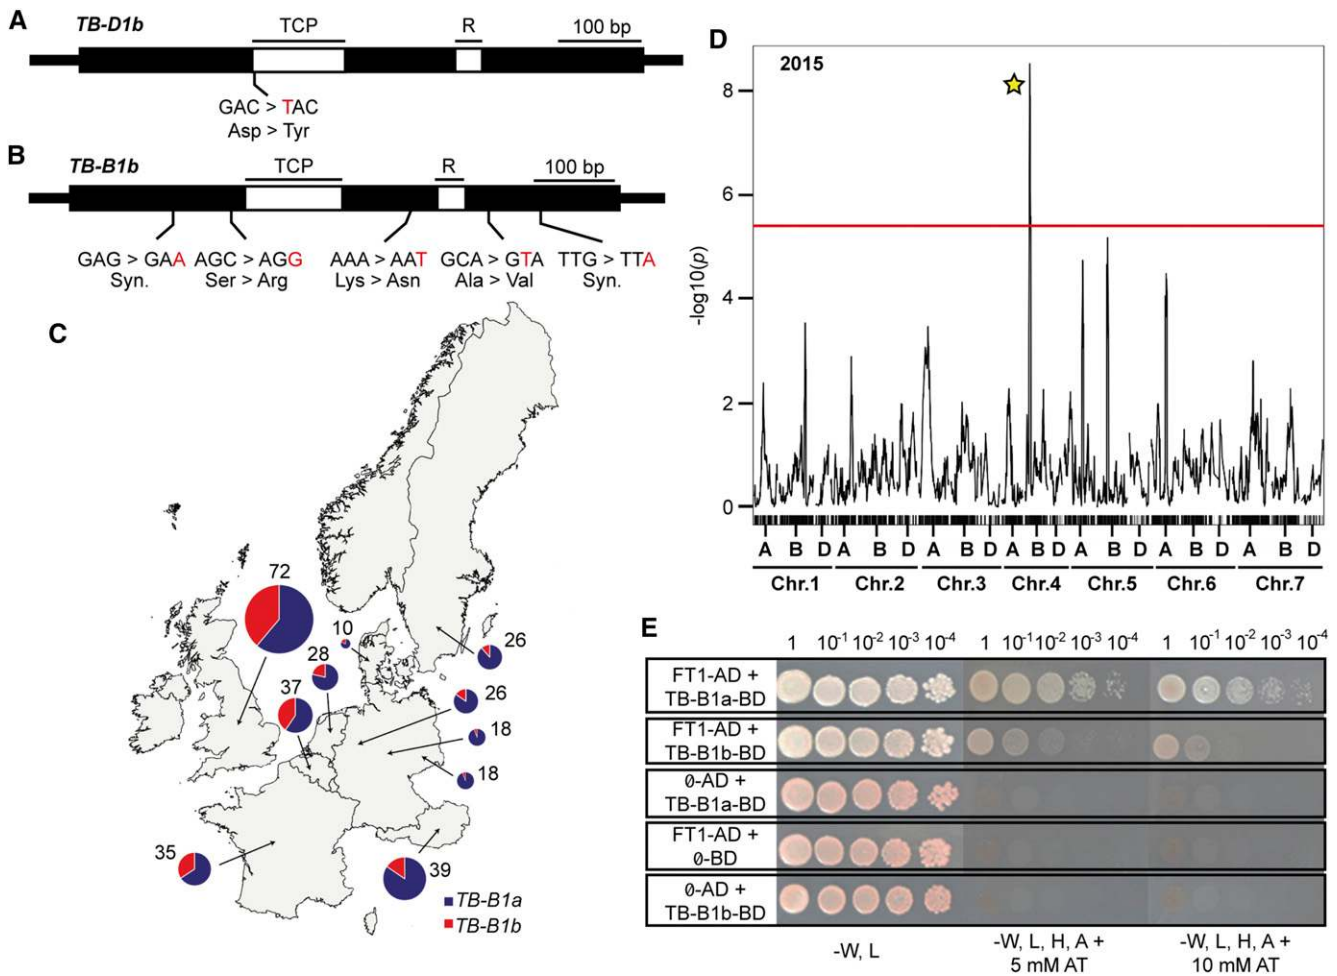 A
TB-D1b
TCP
R
100 bp
GAC > TAC
Asp > Tyr
B
TB-B1b
TCP
R
100 bp
GAG > GAA AGC > AGG AAA > AAT GCA > GTA TTG > TTA
Syn. Ser > Arg Lys > Asn Ala > Val Syn.
C
72
10
28
37
26
26
18
18
35
39
TB-B1a
TB-B1b
D
2015
-log10(p)
8
6
4
2
0
A B D A B D A B D A B D A B D A B D A B D
Chr.1 Chr.2 Chr.3 Chr.4 Chr.5 Chr.6 Chr.7
E
1 10-1 10-2 10-3 10-4 1 10-1 10-2 10-3 10-4 1 10-1 10-2 10-3 10-4
FT1-AD +
TB-B1a-BD
FT1-AD +
TB-B1b-BD
0-AD +
TB-B1a-BD
FT1-AD +
0-BD
0-AD +
TB-B1b-BD
-W, L
-W, L, H, A +
5 mM AT
-W, L, H, A +
10 mM AT